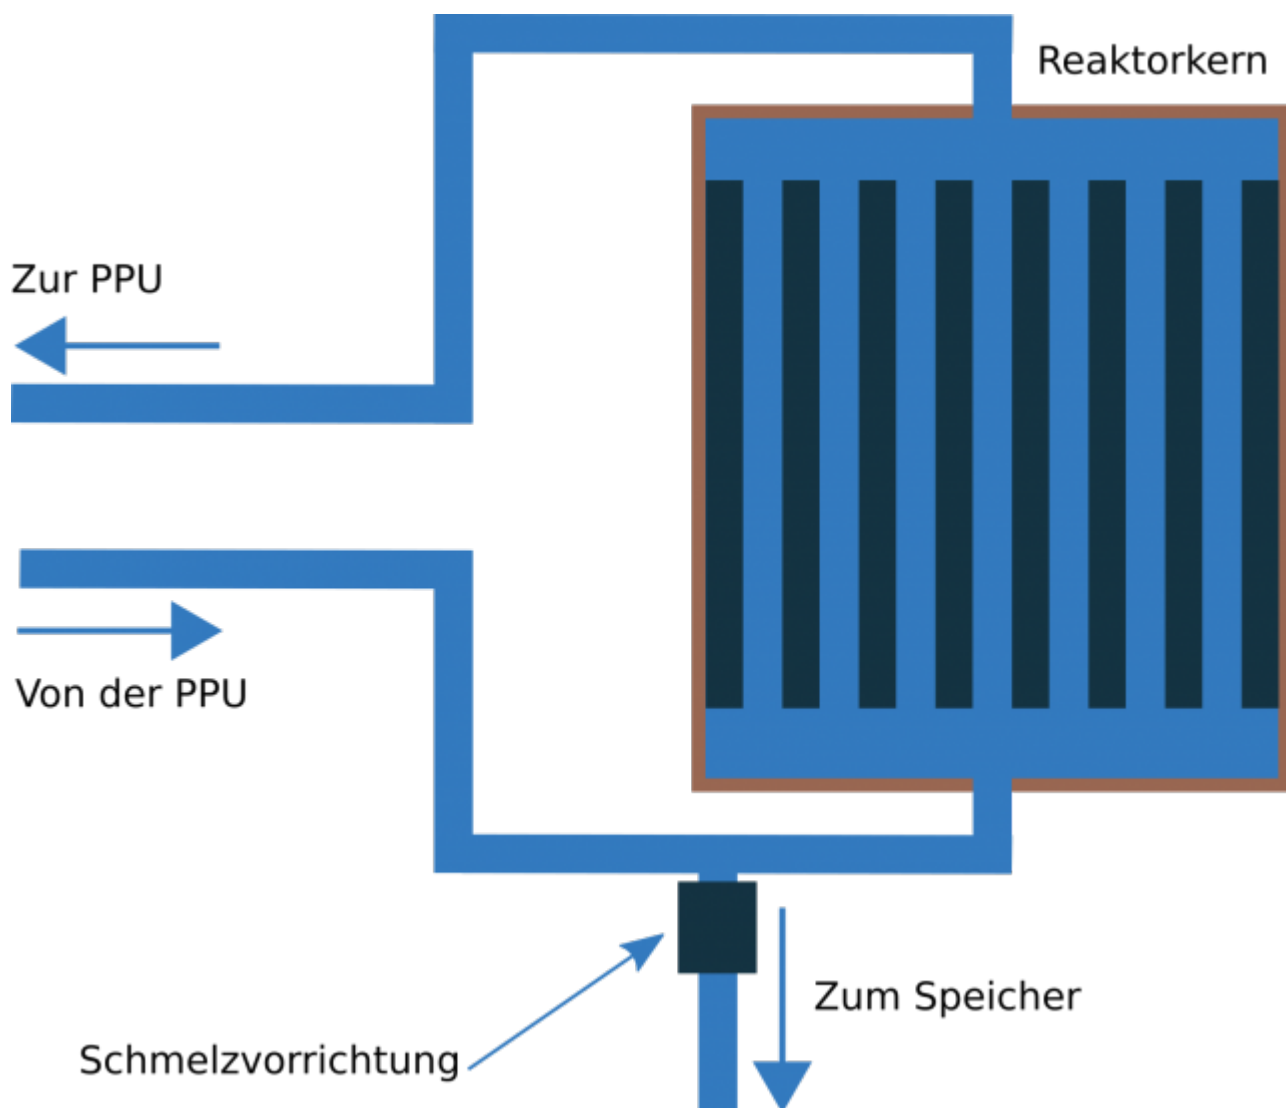 Reaktorkern
Zur PPU
Von der PPU
Zum Speicher
Schmelzvorrichtung